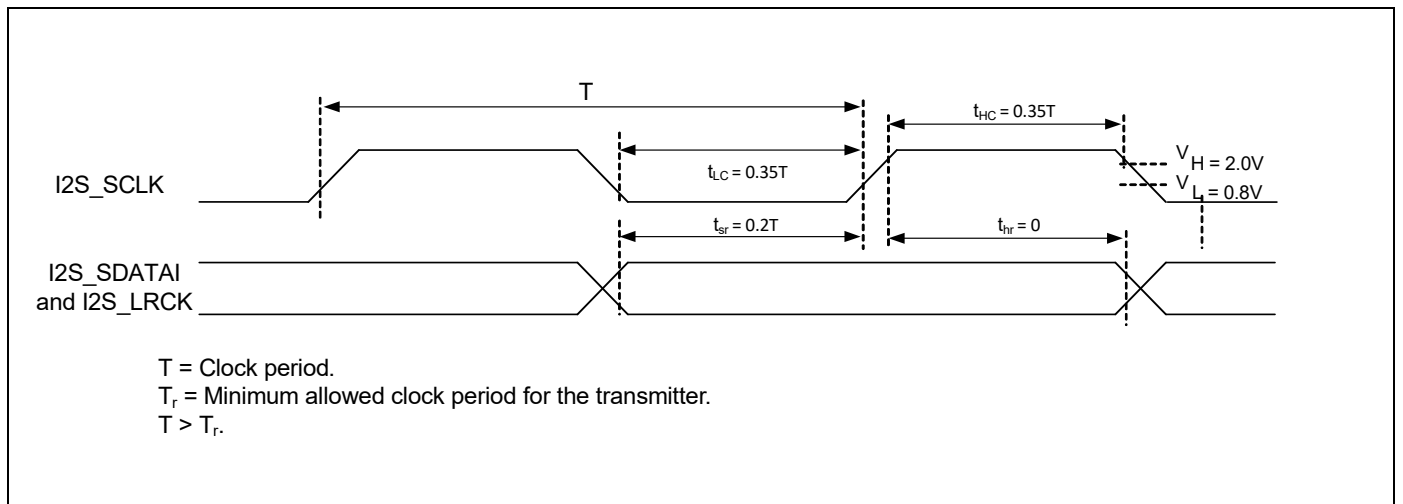 T
t_HC = 0.35T
I2S_SCLK
t_LC = 0.35T
V_H = 2.0V
V_L = 0.8V
t_sr = 0.2T
t_hr = 0
I2S_SDATAI
and I2S_LRCK
T = Clock period.
T_r = Minimum allowed clock period for the transmitter.
T > T_r.